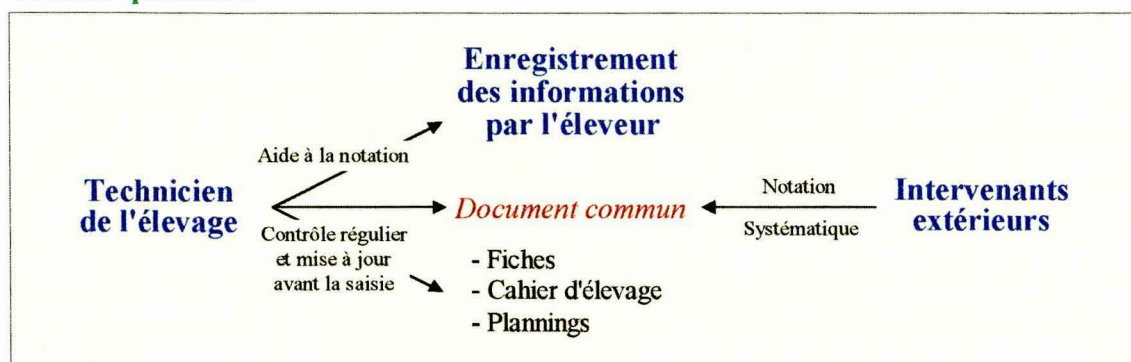 Enregistrement
des informations
par l'éleveur
Aide à la notation
Technicien
de l'élevage
Document commun
Notation
Systématique
Intervenants
extérieurs
Contrôle régulier
et mise à jour
avant la saisie
- Fiches
- Cahier d'élevage
- Plannings